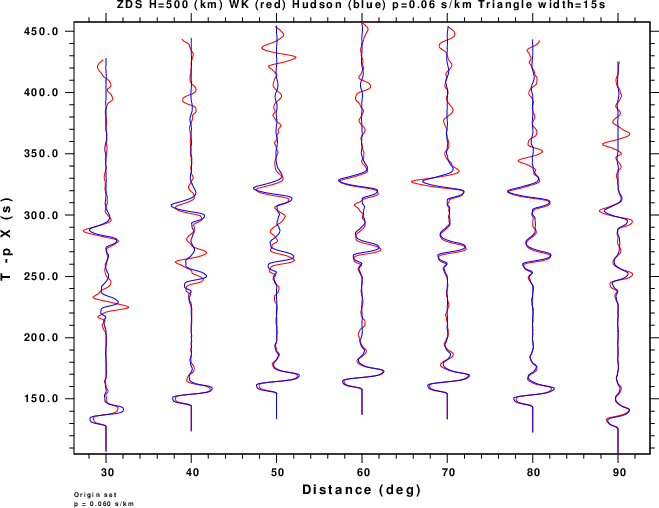 ZDS H=500 (km) WK (red) Hudson (blue) p=0.06 s/km Triangle width=15s
450.0
400.0
350.0
300.0
250.0
200.0
150.0
T -p X (s)
30 40 50 60 70 80 90
Distance (deg)
Origin set
p = 0.060 s/km